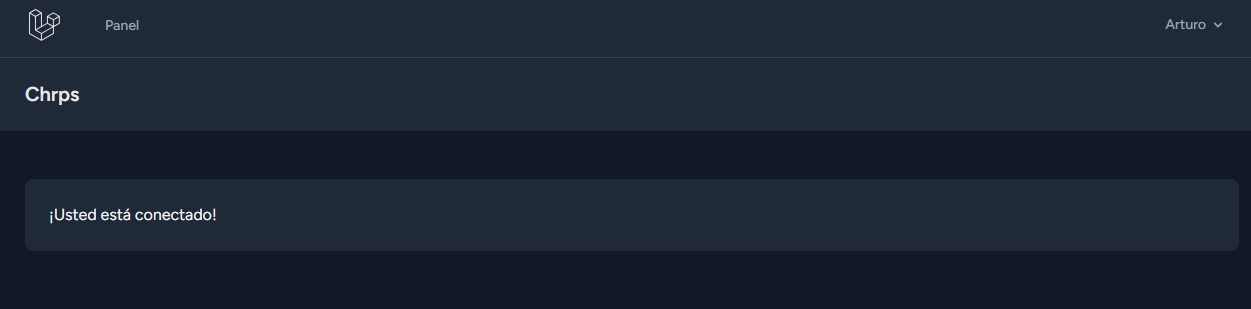 Panel
Arturo
Chrps
¡Usted está conectado!